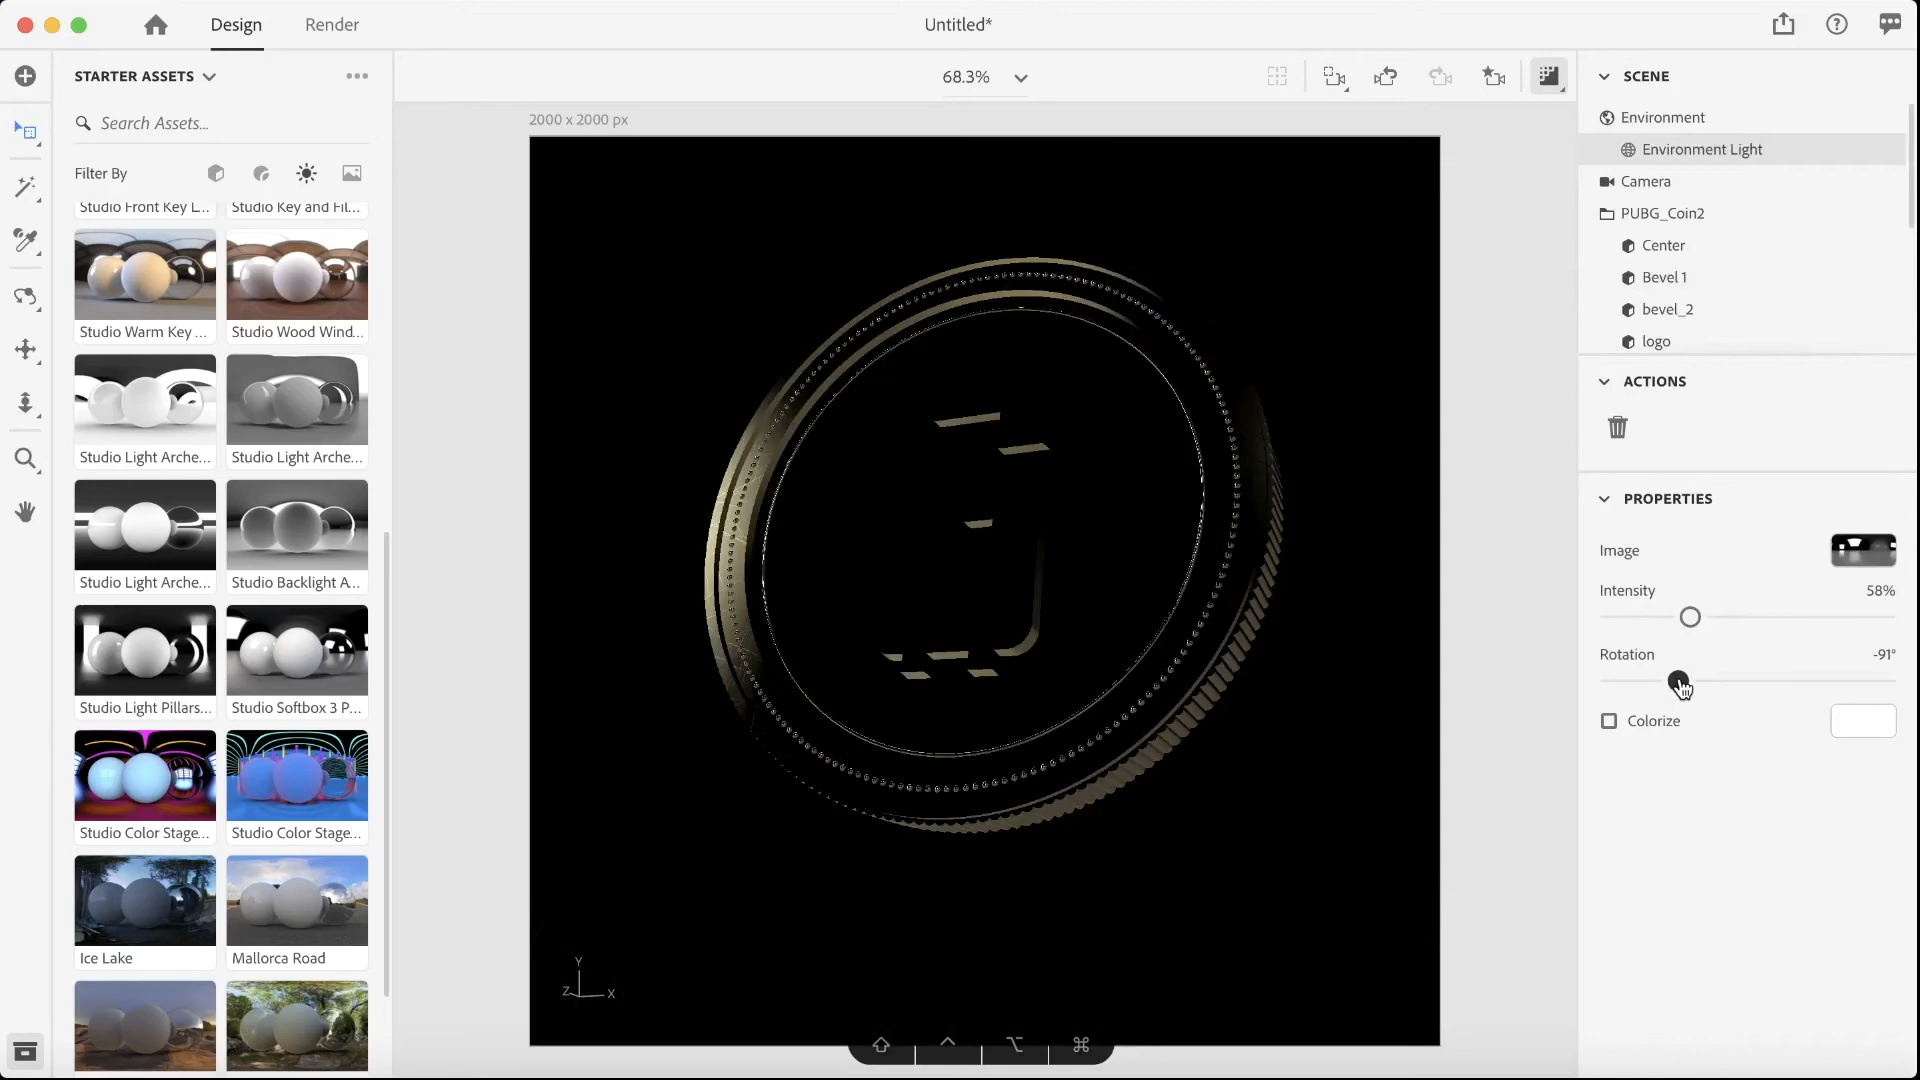 Design
Render
Untitled*
STARTER ASSETS
Search Assets...
Filter By
Studio Front Key L...
Studio Key and Fil...
Studio Warm Key ...
Studio Wood Wind...
Studio Light Arche...
Studio Light Arche...
Studio Light Arche...
Studio Backlight A...
Studio Light Pillars...
Studio Softbox 3 P...
Studio Color Stage...
Studio Color Stage...
Ice Lake
Mallorca Road
68.3%
2000 x 2000 px
Y
Z
X
SCENE
Environment
Environment Light
Camera
PUBG_Coin2
Center
Bevel 1
bevel_2
logo
ACTIONS
PROPERTIES
Image
Intensity
58%
Rotation
-91°
Colorize